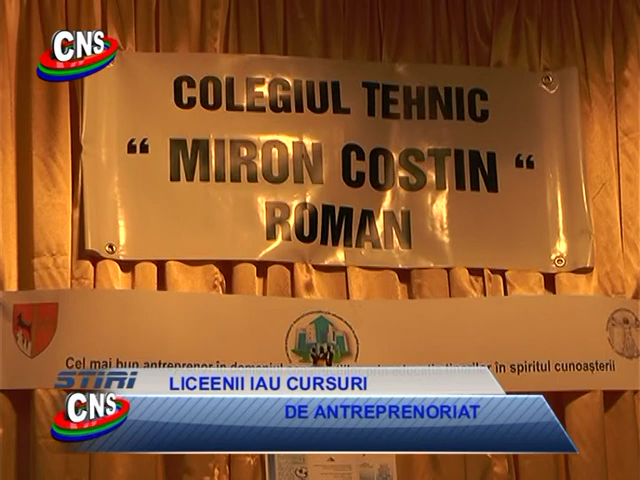 CNS
COLEGIUL TEHNIC
“ MIRON COSTIN “
ROMAN
Cel mai bun antreprenor în domeniul în spiritul cunoașterii
STIRI
LICEENII IAU CURSURI
CNS
DE ANTREPRENORIAT